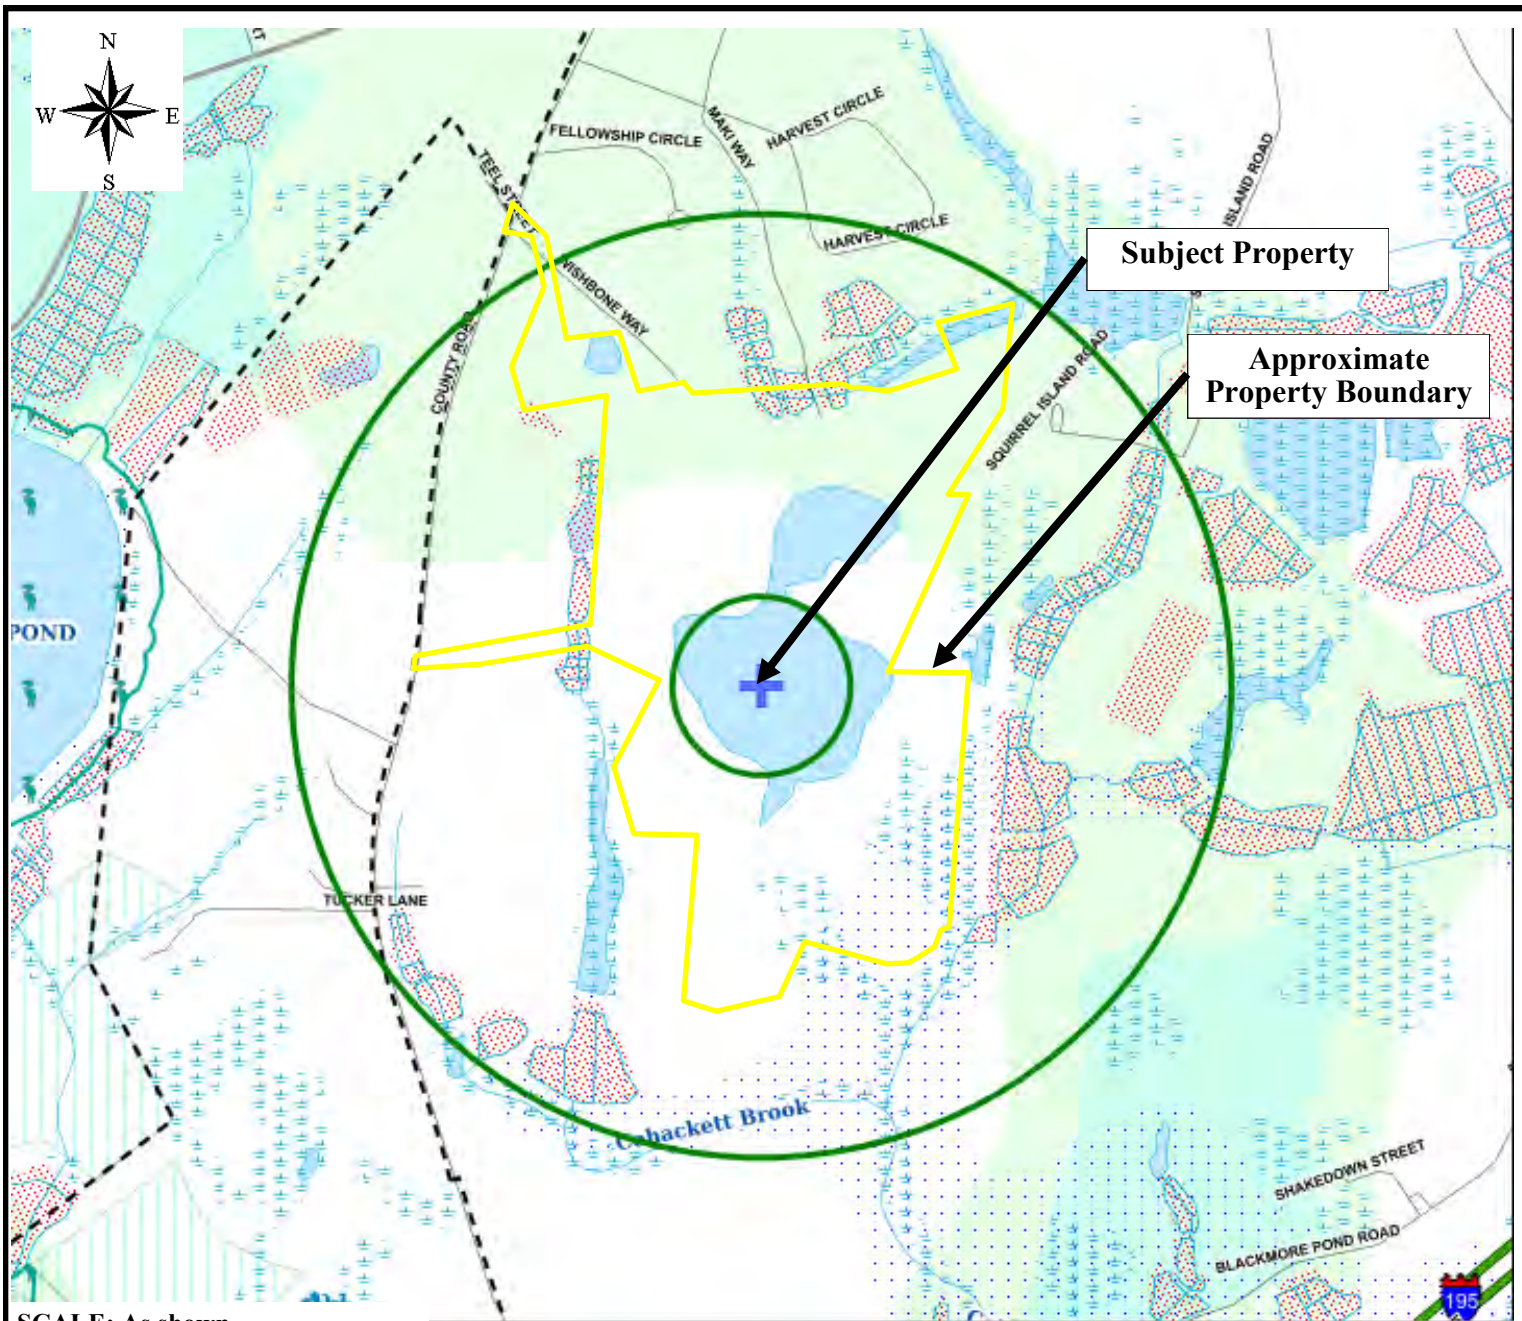 N
W E
S
FELLOWSHIP CIRCLE
MAKI WAY
HARVEST CIRCLE
TEEL STREET
HARVEST CIRCLE
ISLAND ROAD
Subject Property
WISHBONE WAY
COUNTY ROAD
SQUIRREL ISLAND ROAD
Approximate
Property Boundary
POND
TUCKER LANE
Cohackett Brook
SHAKEDOWN STREET
BLACKMORE POND ROAD
195
SCALE: As shown